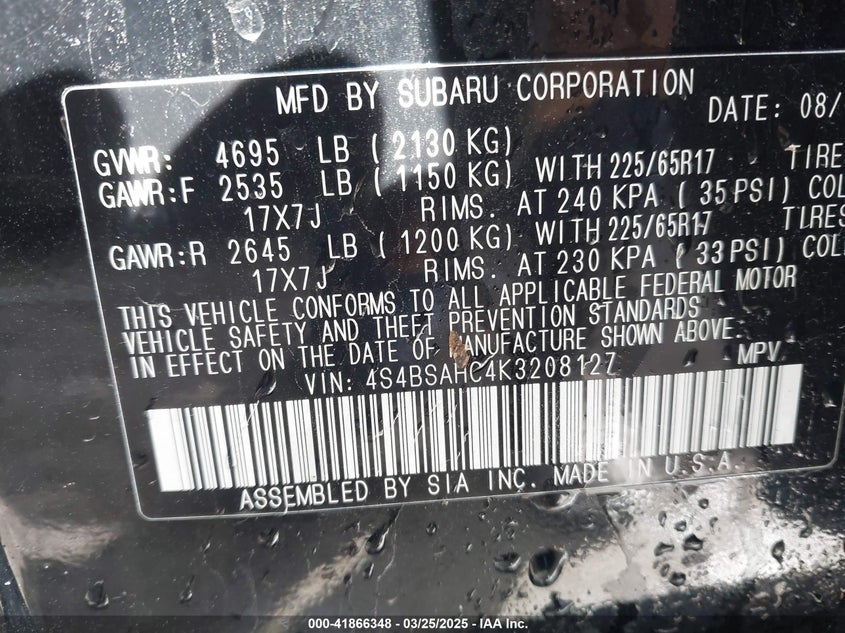 MFD BY SUBARU CORPORATION
DATE: 08/
GVWR: 4695 LB ( 2130 KG)
GAWR:F 2535 LB ( 1150 KG) WITH 225/65R17 TIRE
17X7J RIMS. AT 240 KPA ( 35 PSI) COL
GAWR:R 2645 LB ( 1200 KG) WITH 225/65R17 TIRES
17X7J RIMS. AT 230 KPA ( 33 PSI) COL
THIS VEHICLE CONFORMS TO ALL APPLICABLE FEDERAL MOTOR
VEHICLE SAFETY AND THEFT PREVENTION STANDARDS
IN EFFECT ON THE DATE OF MANUFACTURE SHOWN ABOVE.
VIN: 4S4BSAHC4K3208127 MPV
ASSEMBLED BY SIA INC. MADE IN U.S.A.
000-41866348 - 03/25/2025 - IAA Inc.